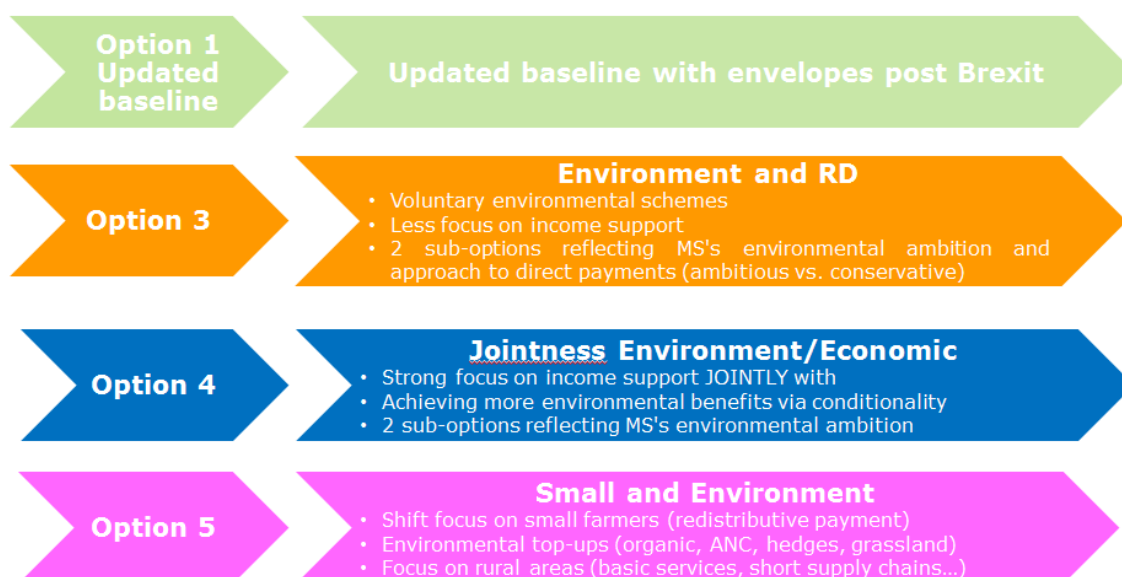 Option 1
Updated
baseline
Updated baseline with envelopes post Brexit
Option 3
Environment and RD
• Voluntary environmental schemes
• Less focus on income support
• 2 sub-options reflecting MS's environmental ambition and
approach to direct payments (ambitious vs. conservative)
Option 4
Jointness Environment/Economic
• Strong focus on income support JOINTLY with
• Achieving more environmental benefits via conditionality
• 2 sub-options reflecting MS's environmental ambition
Option 5
Small and Environment
• Shift focus on small farmers (redistributive payment)
• Environmental top-ups (organic, ANC, hedges, grassland)
• Focus on rural areas (basic services, short supply chains...)